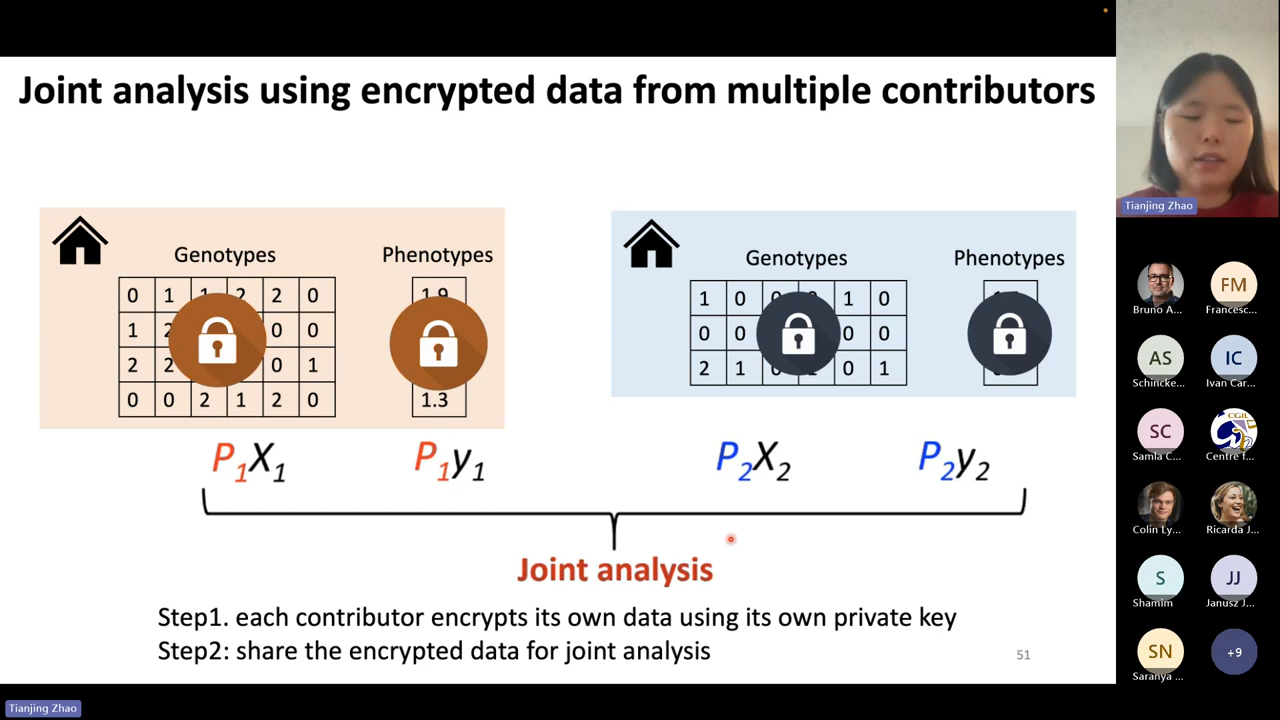 Joint analysis using encrypted data from multiple contributors
Genotypes
Phenotypes
0 1 1 2 2 0
1 2 0 0
2 2 0 1
0 0 2 1 2 0
1.9
1.3
Genotypes
Phenotypes
1 0 0 1 0
0 0 0 0
2 1 0 1
P1X1
P1y1
P2X2
P2y2
Joint analysis
Step1. each contributor encrypts its own data using its own private key
Step2: share the encrypted data for joint analysis
51
Tianjing Zhao
Bruno A...
FM
Francesc...
AS
Schincke...
IC
Ivan Car...
SC
Samla C...
CGIL
Centre f...
Colin Ly...
Ricarda J...
S
Shamim
JJ
Janusz J...
SN
Saranya ...
+9
Tianjing Zhao